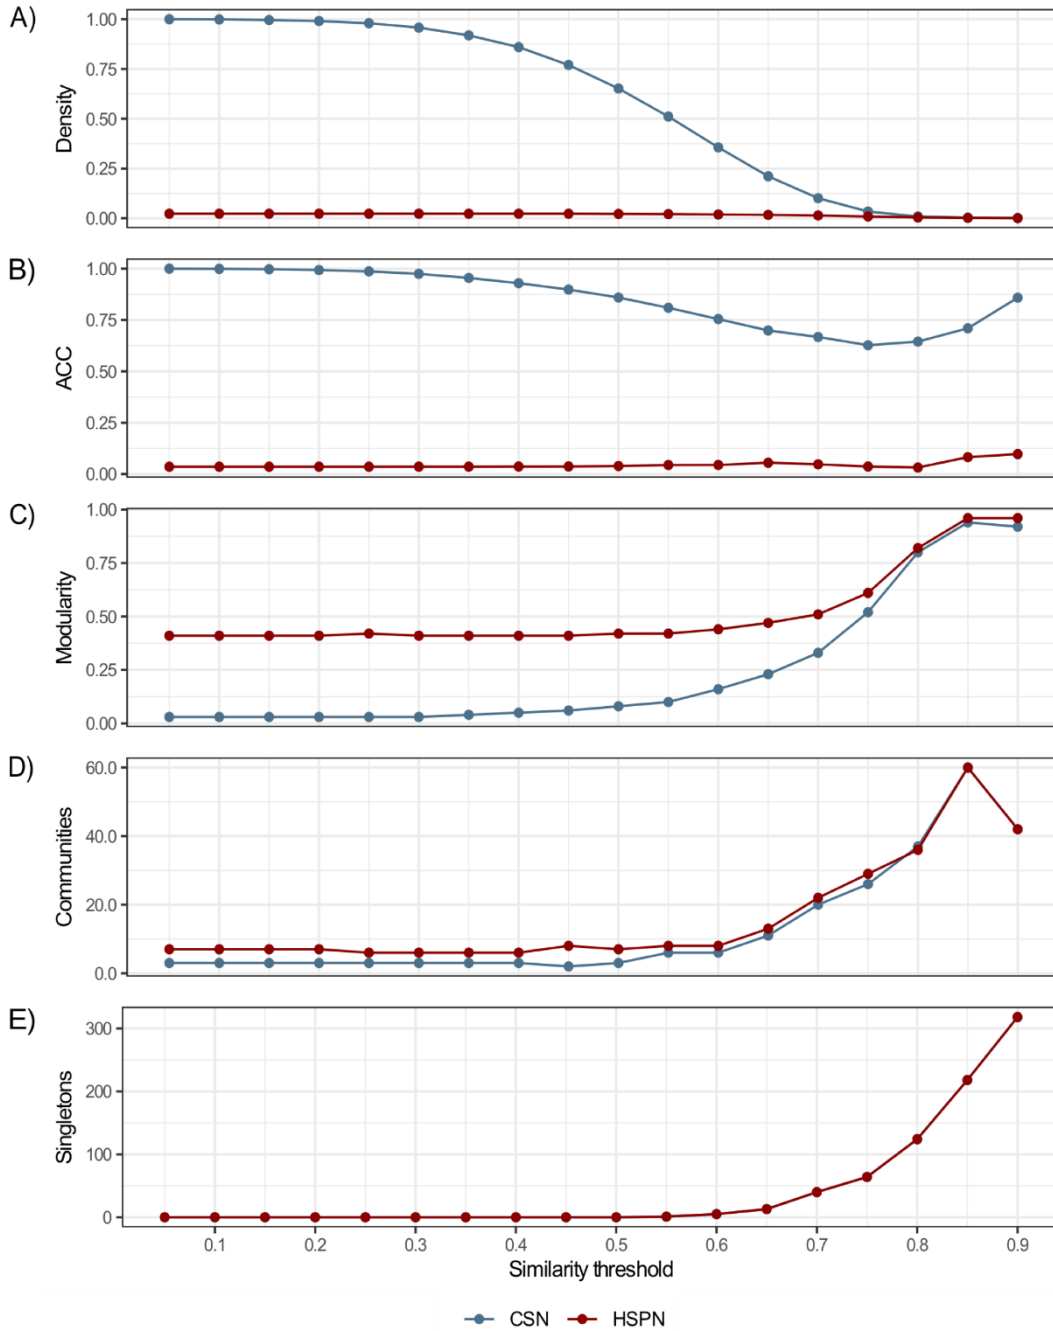 A)
1.00
0.75
0.50
0.25
0.00
Density
B)
1.00
0.75
0.50
0.25
0.00
ACC
C)
1.00
0.75
0.50
0.25
0.00
Modularity
D)
60.0
40.0
20.0
0.0
Communities
E)
300
200
100
0
Singletons
0.1 0.2 0.3 0.4 0.5 0.6 0.7 0.8 0.9
Similarity threshold
CSN HSPN